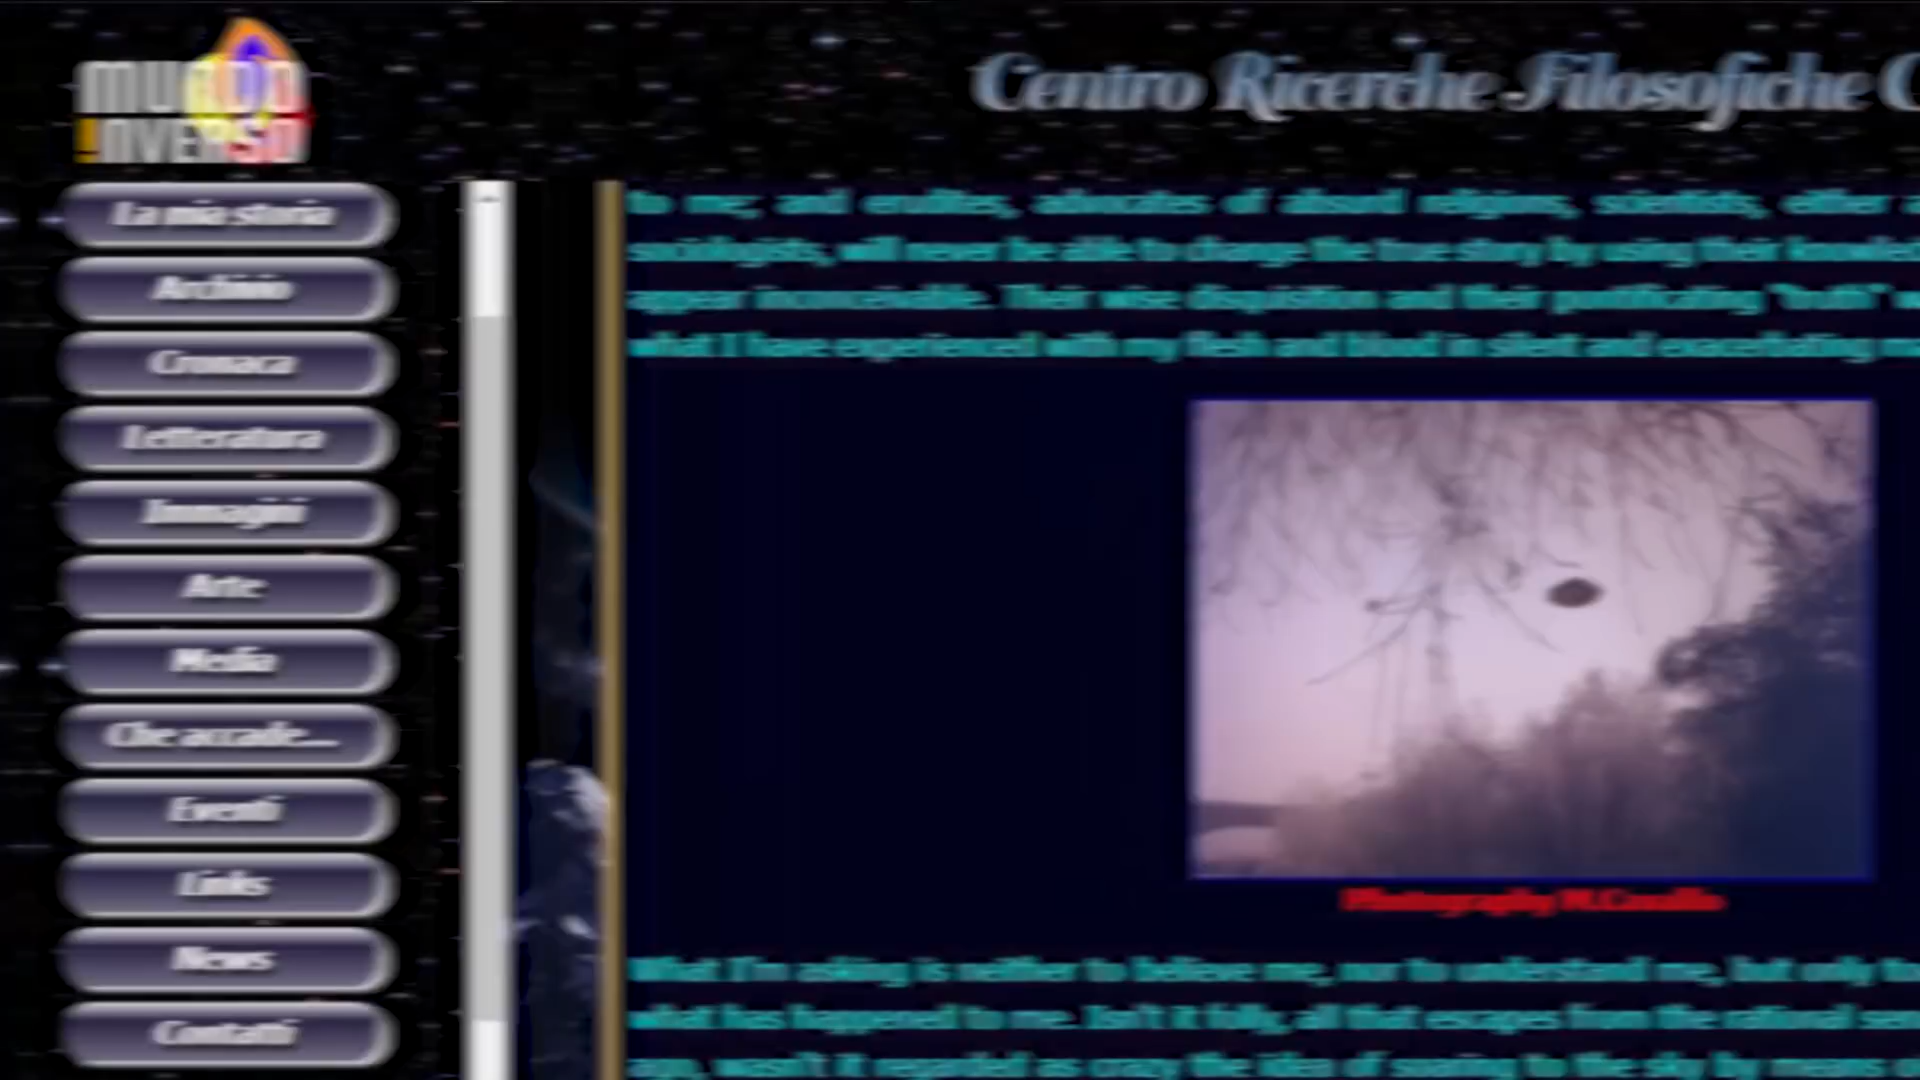 MONDO
INVERSO
Centro Ricerche Filosofiche C
La mia storia
Archivio
Cronaca
Letteratura
Immagini
Arte
Media
Che accade...
Eventi
Links
News
Contatti
to me, and erudites, advocates of absurd religions, scientists, either
sociologists, will never be able to change the true story by using their
appear inconceivable. Their wise disquisition and their pontificating "truth"
what I have experienced with my flesh and blood in silent and exacerbating
Photography M.Cavallo
What I'm asking is neither to believe me, nor to understand me, but only to
what has happened to me. Isn't it folly, all that escapes from the rational
ago, wasn't it regarded as crazy the idea of soaring to the sky by means